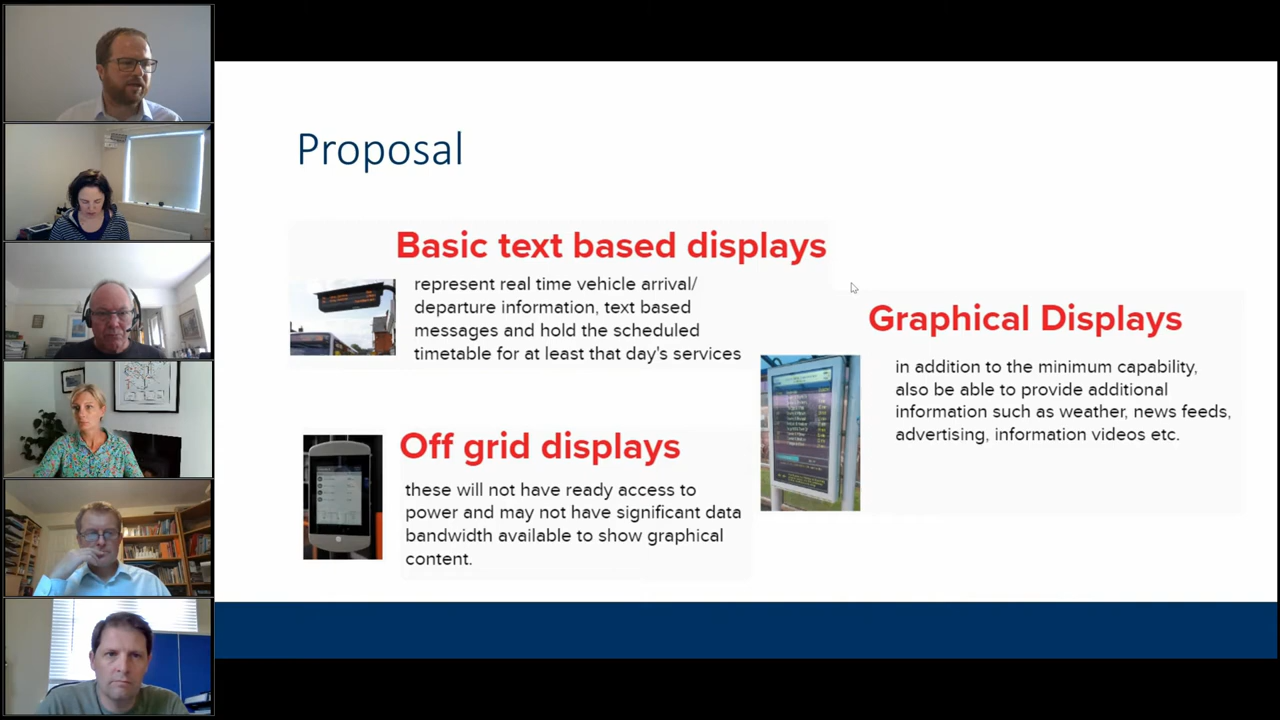 Proposal
Basic text based displays
represent real time vehicle arrival/
departure information, text based
messages and hold the scheduled
timetable for at least that day's services
Graphical Displays
in addition to the minimum capability,
also be able to provide additional
information such as weather, news feeds,
advertising, information videos etc.
Off grid displays
these will not have ready access to
power and may not have significant data
bandwidth available to show graphical
content.